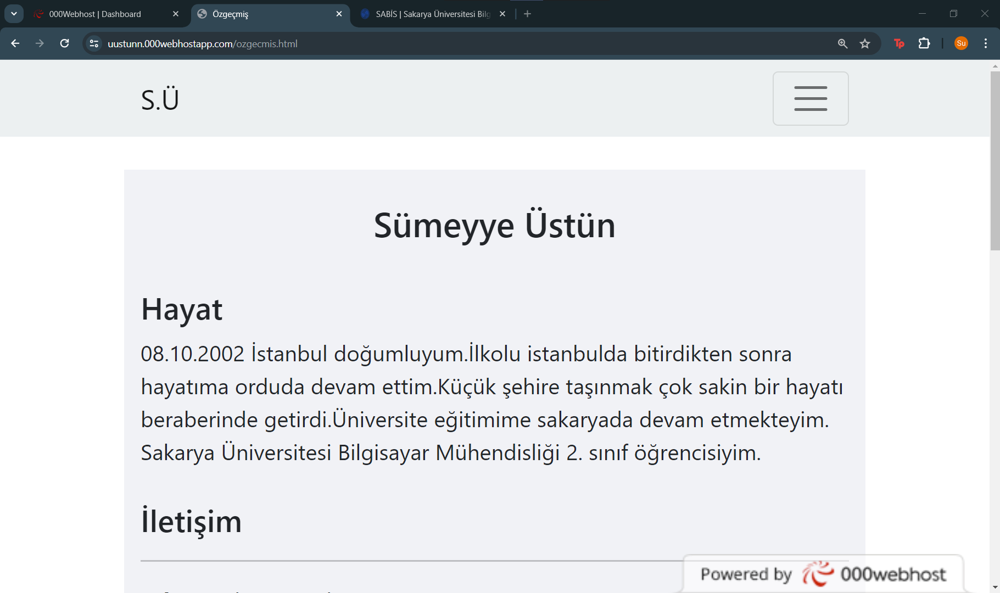 000Webhost | Dashboard
Özgeçmiş
SABİS | Sakarya Üniversitesi Bilg
uustunn.000webhostapp.com/ozgecmis.html
Tp
Su
S.Ü
Sümeyye Üstün
Hayat
08.10.2002 İstanbul doğumluyum.İlkolu istanbulda bitirdikten sonra
hayatıma orduda devam ettim.Küçük şehire taşınmak çok sakin bir hayatı
beraberinde getirdi.Üniversite eğitimime sakaryada devam etmekteyim.
Sakarya Üniversitesi Bilgisayar Mühendisliği 2. sınıf öğrencisiyim.
İletişim
Powered by 000webhost